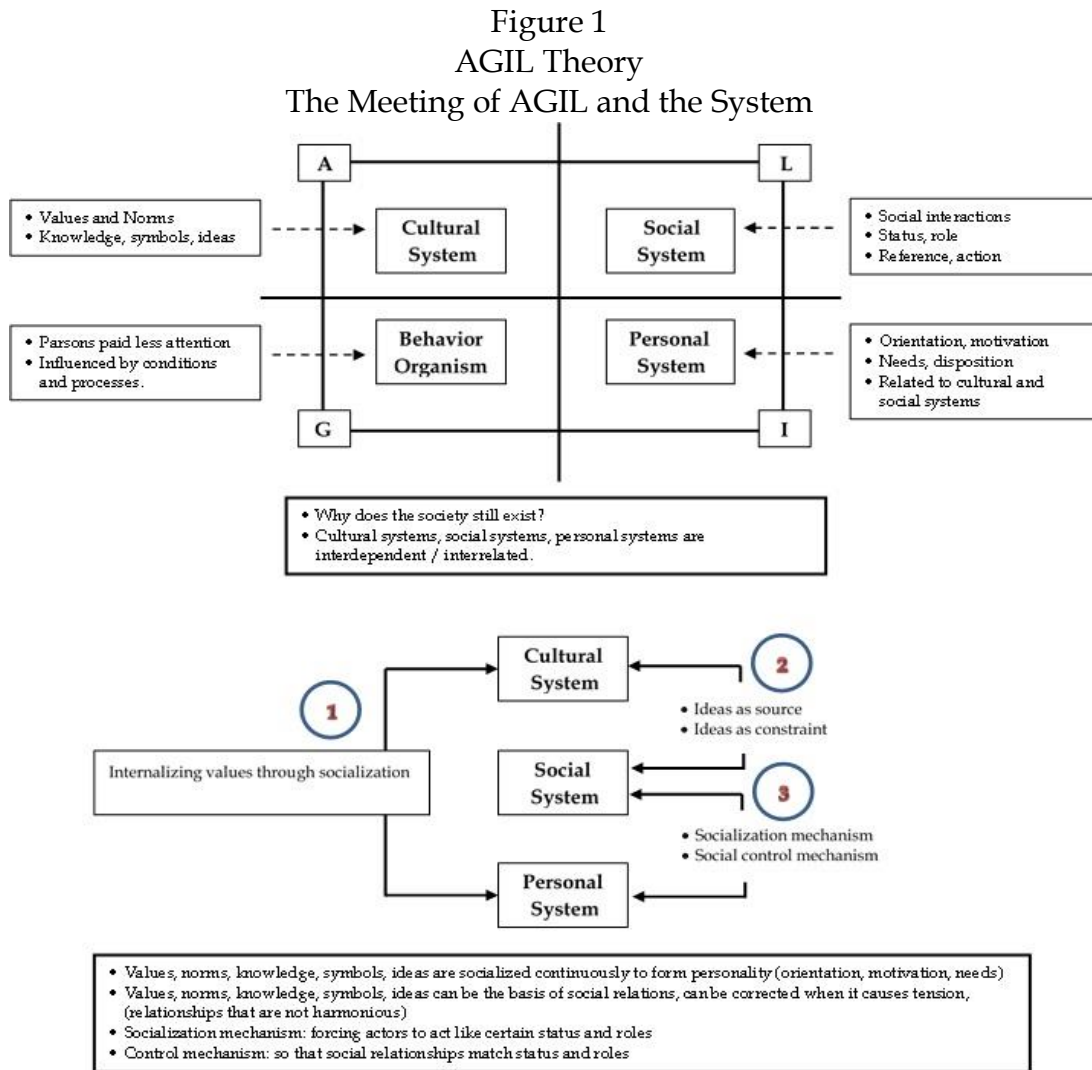 Figure 1
AGIL Theory
The Meeting of AGIL and the System
A
L
• Values and Norms
• Knowledge, symbols, ideas
Cultural
System
Social
System
• Social interactions
• Status, role
• Reference, action
• Parsons paid less attention
• Influenced by conditions
and processes.
Behavior
Organism
Personal
System
• Orientation, motivation
• Needs, disposition
• Related to cultural and
social systems
G
I
• Why does the society still exist?
• Cultural systems, social systems, personal systems are
interdependent / interrelated.
Cultural
System
2
1
• Ideas as source
• Ideas as constraint
Internalizing values through socialization
Social
System
3
• Socialization mechanism
• Social control mechanism
Personal
System
• Values, norms, knowledge, symbols, ideas are socialized continuously to form personality (orientation, motivation, needs)
• Values, norms, knowledge, symbols, ideas can be the basis of social relations, can be corrected when it causes tension,
(relationships that are not harmonious)
• Socialization mechanism: forcing actors to act like certain status and roles
• Control mechanism: so that social relationships match status and roles